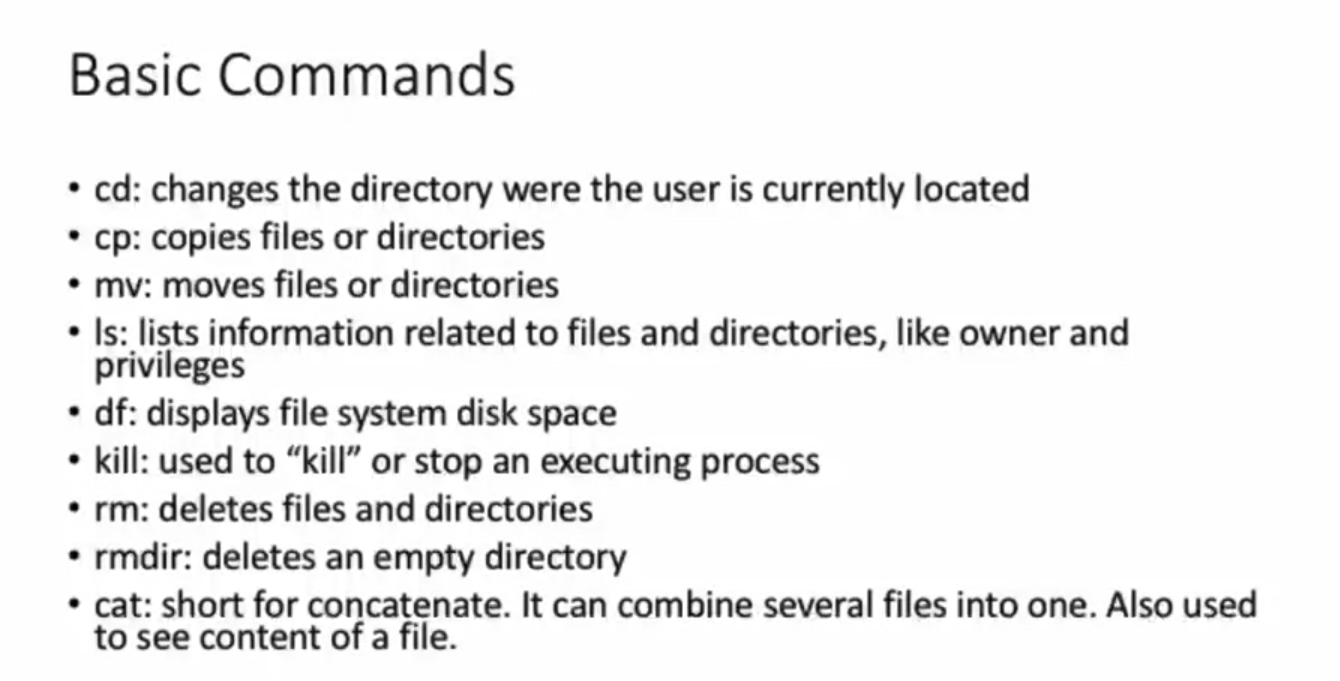 Basic Commands
• cd: changes the directory were the user is currently located
• cp: copies files or directories
• mv: moves files or directories
• ls: lists information related to files and directories, like owner and
privileges
• df: displays file system disk space
• kill: used to “kill” or stop an executing process
• rm: deletes files and directories
• rmdir: deletes an empty directory
• cat: short for concatenate. It can combine several files into one. Also used
to see content of a file.